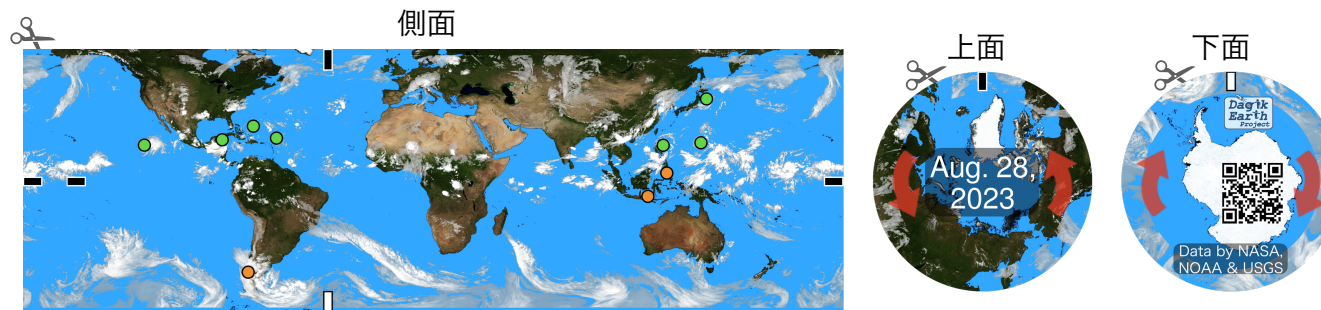 側面
上面
下面
Aug. 28,
2023
Dagik
Earth
Project
Data by NASA,
NOAA & USGS